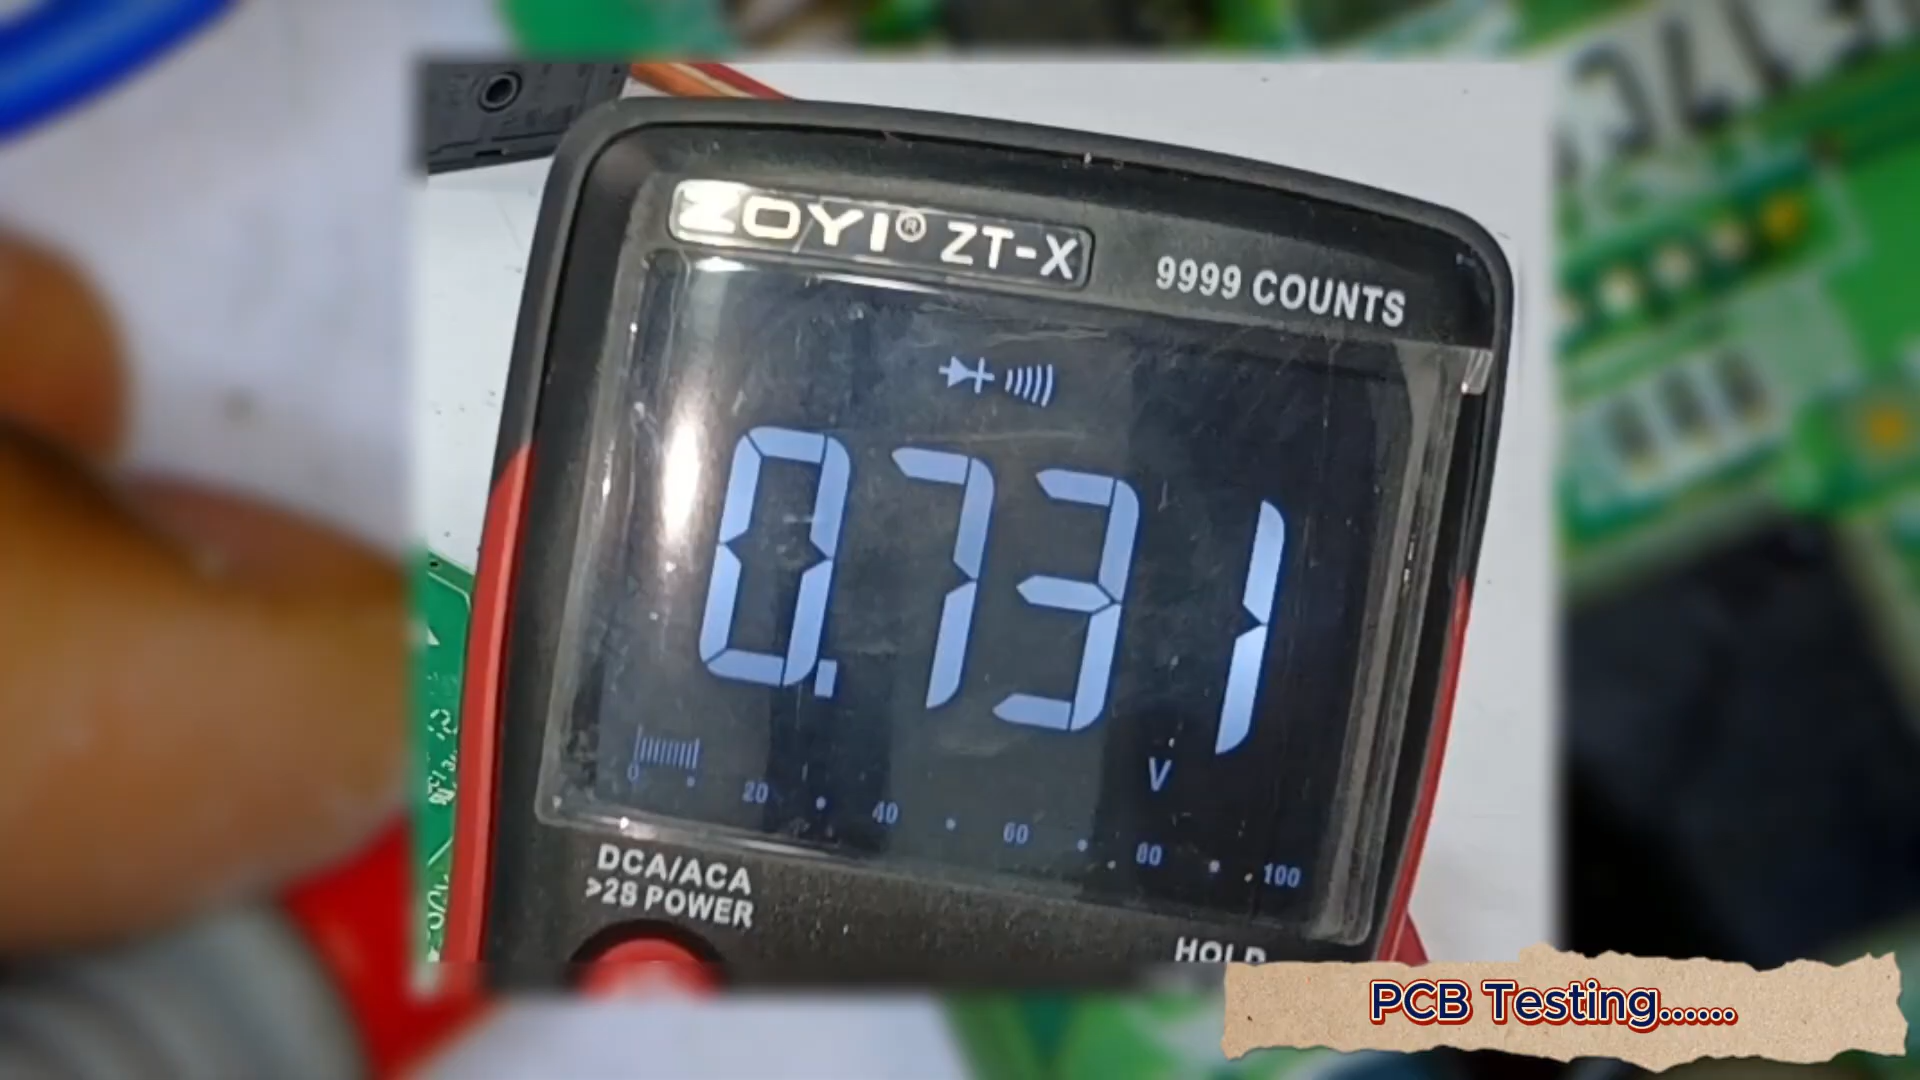 ZOYI® ZT-X
9999 COUNTS
0.731
V
0 20 40 60 80 100
DCA/ACA
>2S POWER
HOLD
PCB Testing......